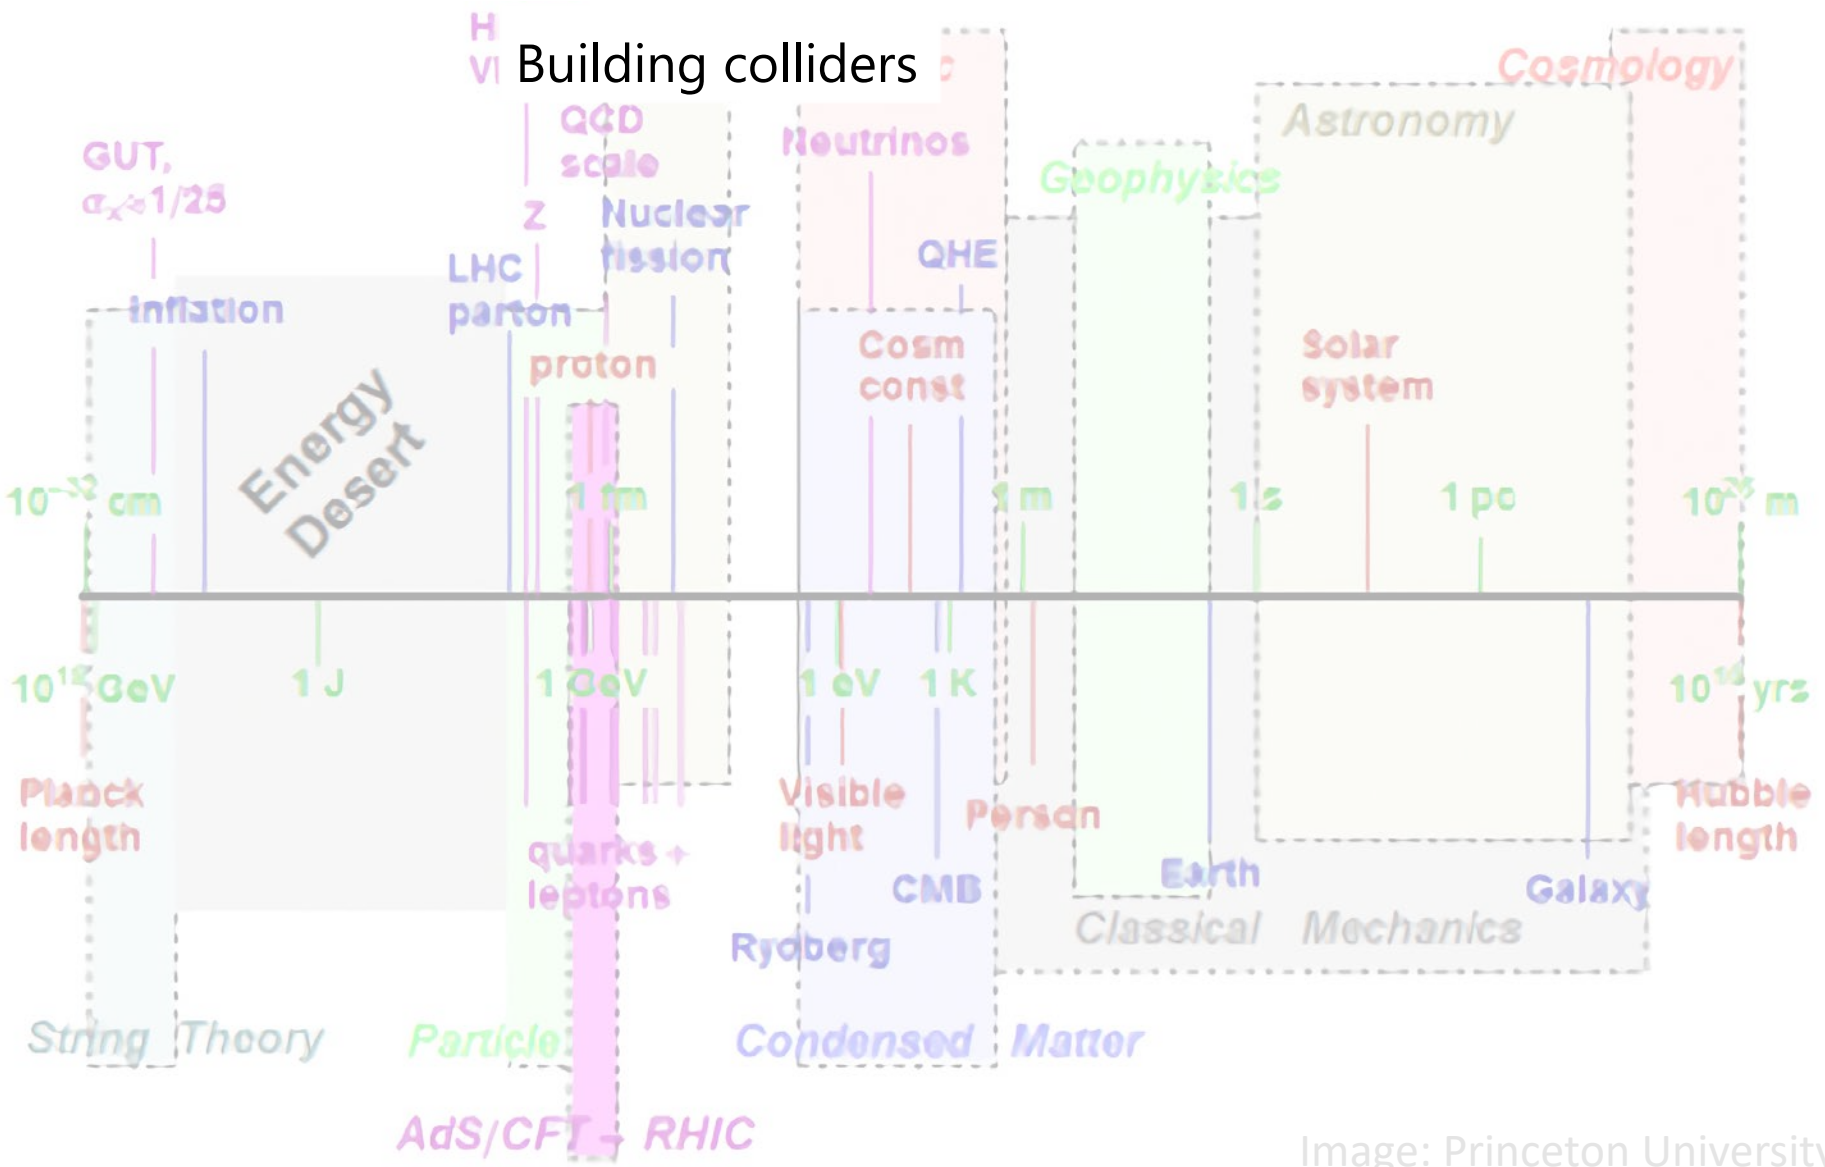 H
Building colliders
Cosmology
Astronomy
QCD
scale
Neutrinos
GUT,
Geophysics
Z
Nuclear
fission
QHE
LHC
parton
Inflation
proton
Cosm
const
Solar
system
Energy
Desert
cm
1 fm
1 m
1 s
1 pc
m
GeV
1 J
1 GeV
1 eV
1 K
yrs
Planck
length
Visible
light
Person
Hubble
length
quarks +
leptons
Earth
CMB
Galaxy
Classical Mechanics
Rydberg
String Theory
Particle
Condensed Matter
AdS/CFT - RHIC
Image: Princeton University